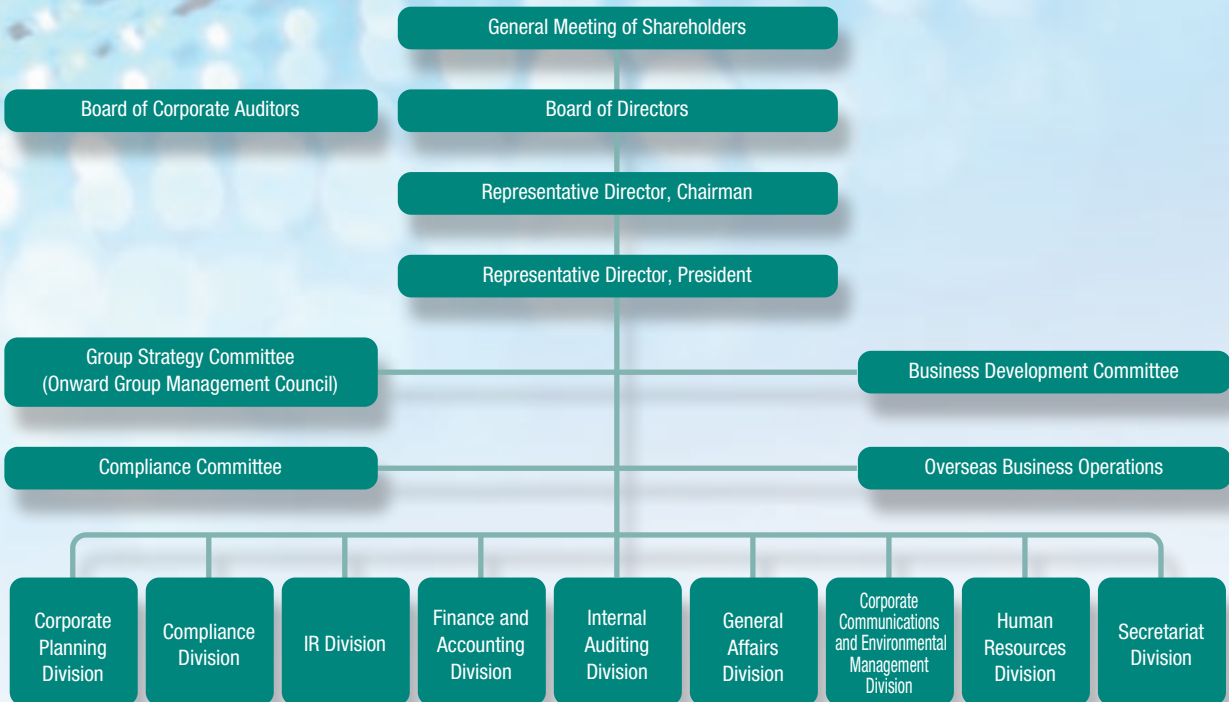 General Meeting of Shareholders
Board of Corporate Auditors
Board of Directors
Representative Director, Chairman
Representative Director, President
Group Strategy Committee
(Onward Group Management Council)
Business Development Committee
Compliance Committee
Overseas Business Operations
Corporate
Planning
Division
Compliance
Division
IR Division
Finance and
Accounting
Division
Internal
Auditing
Division
General
Affairs
Division
Corporate
Communications
and Environmental
Management
Division
Human
Resources
Division
Secretariat
Division